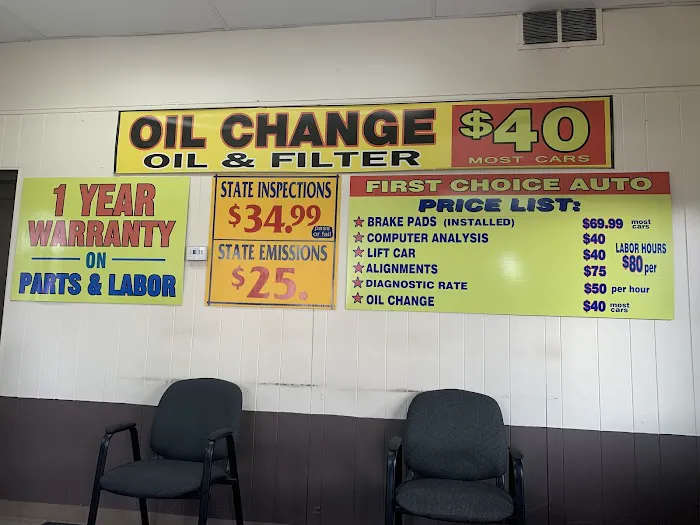 OIL CHANGE
OIL & FILTER
$40
MOST CARS
1 YEAR
WARRANTY
ON
PARTS & LABOR
STATE INSPECTIONS
$34.99
pass
or fail
STATE EMISSIONS
$25.
FIRST CHOICE AUTO
PRICE LIST:
BRAKE PADS (INSTALLED) $69.99 most cars
COMPUTER ANALYSIS $40
LIFT CAR $40
ALIGNMENTS $75
DIAGNOSTIC RATE $50 per hour
OIL CHANGE $40 most cars
LABOR HOURS
$80 per